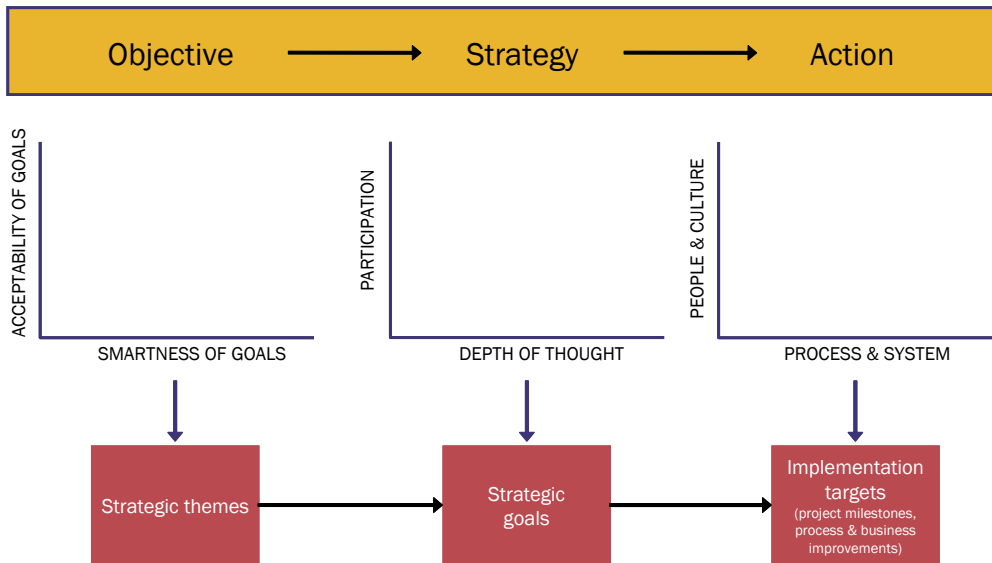 Objective
Strategy
Action
ACCEPTABILITY OF GOALS
SMARTNESS OF GOALS
PARTICIPATION
DEPTH OF THOUGHT
PEOPLE & CULTURE
PROCESS & SYSTEM
Strategic themes
Strategic
goals
Implementation
targets
(project milestones,
process & business
improvements)